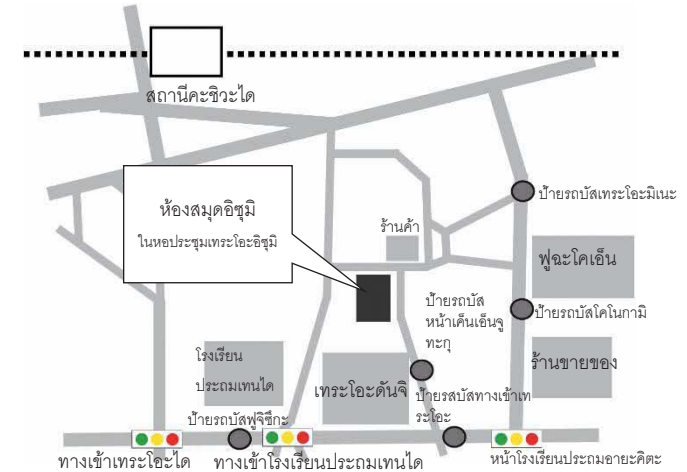 สถานีคะชิวะได
ห้องสมุดอิซุมิ
ในหอประชุมเทระโอะอิซุมิ
ร้านค้า
ป้ายรถบัสเทระโอะมิเนะ
ฟูฉะโคเอ็น
ป้ายรถบัส
หน้าเค็นเอ็นจู
ทะกุ
ป้ายรถบัสโคโนกามิ
โรงเรียน
ประถมเทนได
เทระโอะดันจิ
ร้านขายของ
ป้ายรสบัสทางเข้าเท
ระโอะ
ป้ายรถบัสฟูจิซึกะ
ทางเข้าเทระโอะได
ทางเข้าโรงเรียนประถมเทนได
หน้าโรงเรียนประถมอายะคิตะ